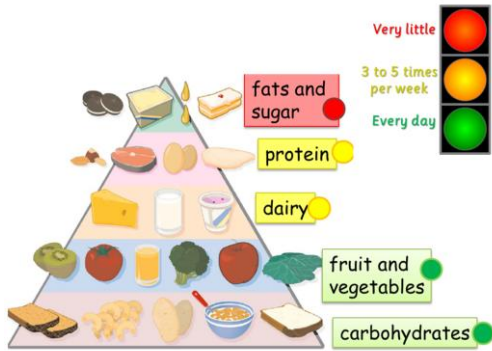 Very little
3 to 5 times
per week
Every day
fats and
sugar
protein
dairy
fruit and
vegetables
carbohydrates